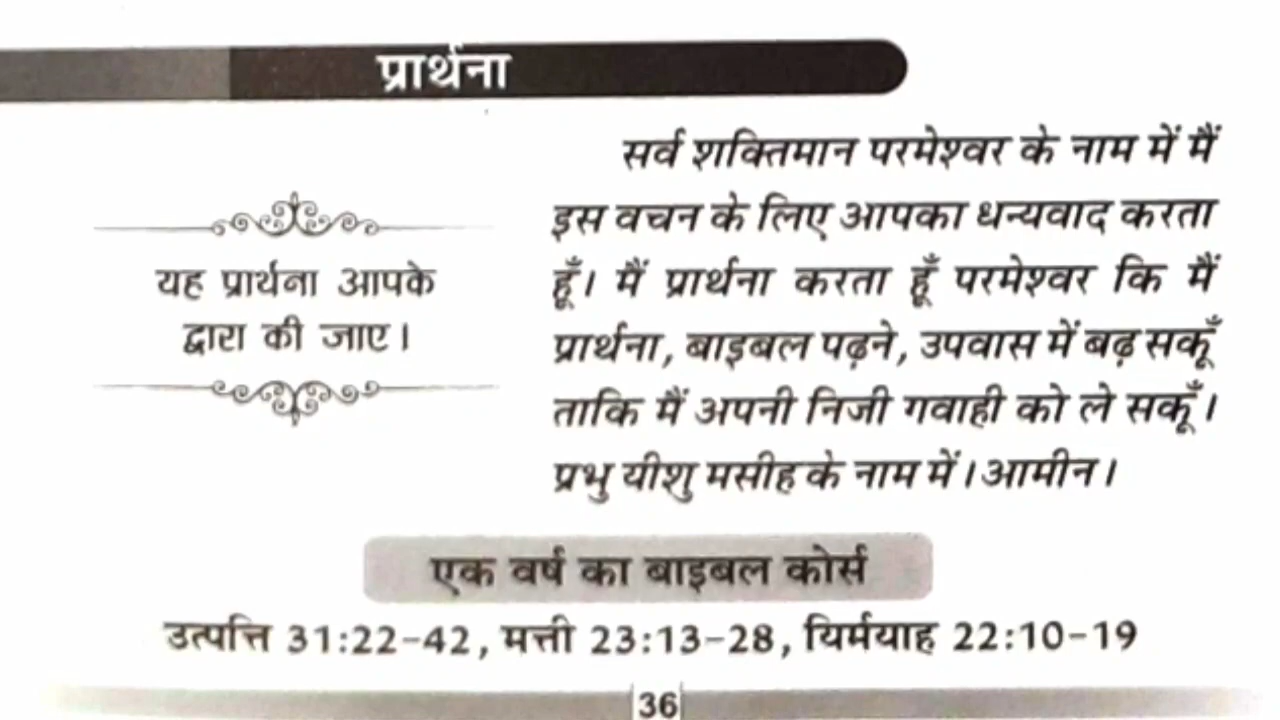 प्रार्थना
यह प्रार्थना आपके
द्वारा की जाए।
सर्व शक्तिमान परमेश्वर के नाम में मैं
इस वचन के लिए आपका धन्यवाद करता
हूँ। मैं प्रार्थना करता हूँ परमेश्वर कि मैं
प्रार्थना, बाइबल पढ़ने, उपवास में बढ़ सकूँ
ताकि मैं अपनी निजी गवाही को ले सकूँ।
प्रभु यीशु मसीह के नाम में। आमीन।
एक वर्ष का बाइबल कोर्स
उत्पत्ति 31:22-42, मत्ती 23:13-28, यिर्मयाह 22:10-19
36